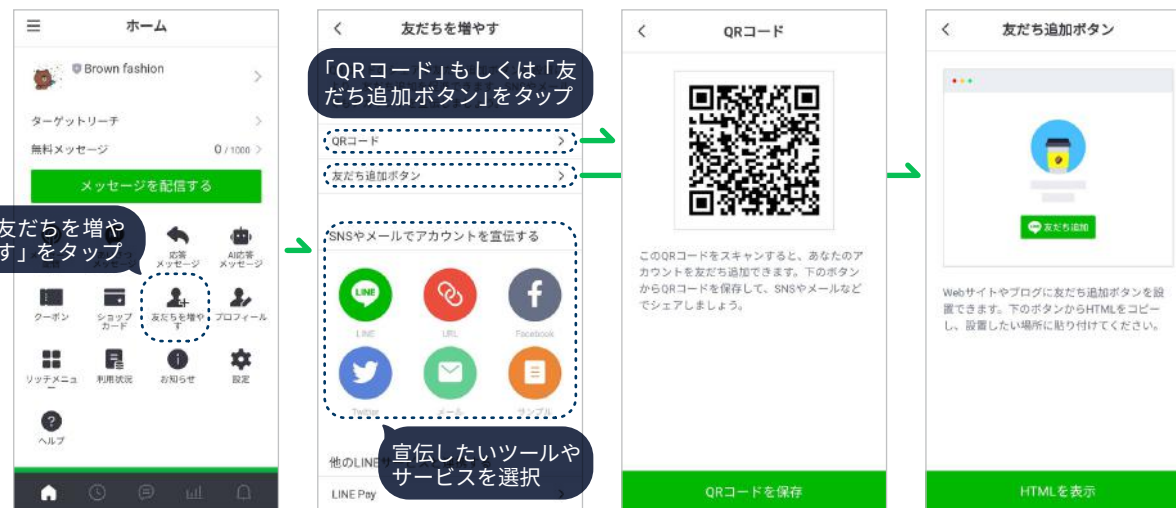 ホーム
Brown fashion
ターゲットリーチ
無料メッセージ
0 / 1000
メッセージを配信する
友だちを増や
す」をタップ
応答
メッセージ
AI応答
メッセージ
クーポン
ショップ
カード
友だちを増や
す
プロフィール
リッチメニュ
ー
利用状況
お知らせ
設定
ヘルプ
友だちを増やす
「QRコード」もしくは「友
だち追加ボタン」をタップ
QRコード
友だち追加ボタン
SNSやメールでアカウントを宣伝する
LINE
LINE
URL
Facebook
Twitter
メール
サンプル
宣伝したいツールや
サービスを選択
他のLINE
LINE Pay
QRコード
このQRコードをスキャンすると、あなたのア
カウントを友だち追加できます。下のボタン
からQRコードを保存して、SNSやメールなど
でシェアしましょう。
QRコードを保存
友だち追加ボタン
友だち追加
Webサイトやブログに友だち追加ボタンを設
置できます。下のボタンからHTMLをコピー
し、設置したい場所に貼り付けてください。
HTMLを表示